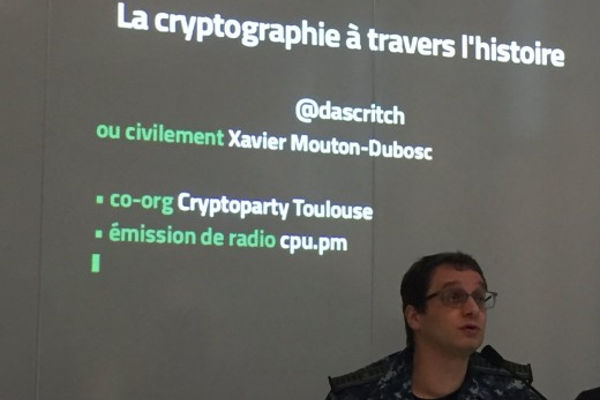 La cryptographie à travers l'histoire
@dascritch
ou civilement Xavier Mouton-Dubosc
▪ co-org Cryptoparty Toulouse
▪ émission de radio cpu.pm